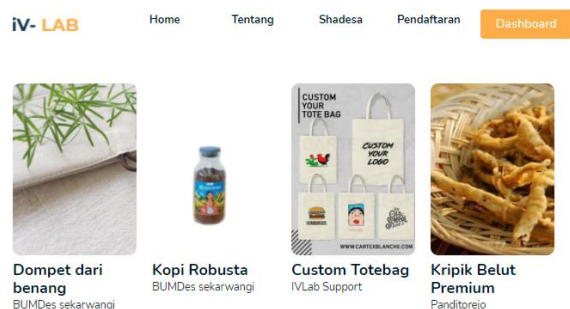 iV- LAB
Home Tentang Shadesa Pendaftaran Dashboard
CUSTOM
YOUR
TOTE BAG
CUSTOM
YOUR
LOGO
WWW.CARTEXBLANCHE.COM
Dompet dari
benang
BUMDes sekarwangi
Kopi Robusta
BUMDes sekarwangi
Custom Totebag
IVLab Support
Kripik Belut
Premium
Panditorejo